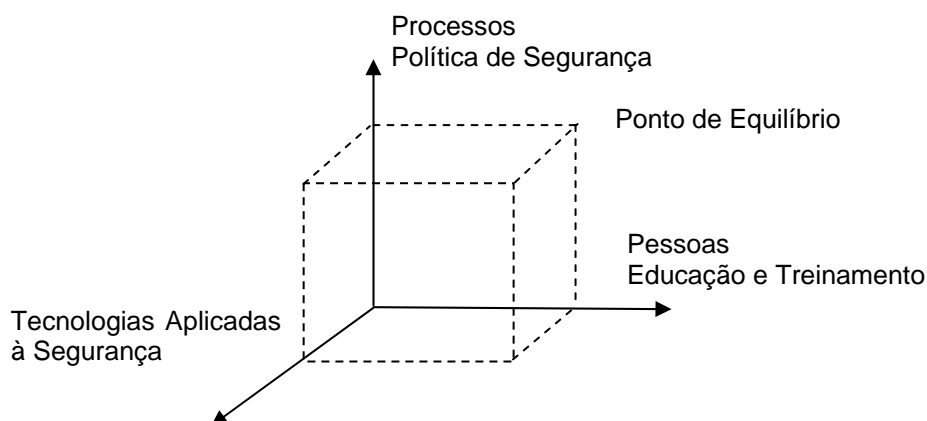 Processos
Política de Segurança
Ponto de Equilíbrio
Pessoas
Educação e Treinamento
Tecnologias Aplicadas
à Segurança